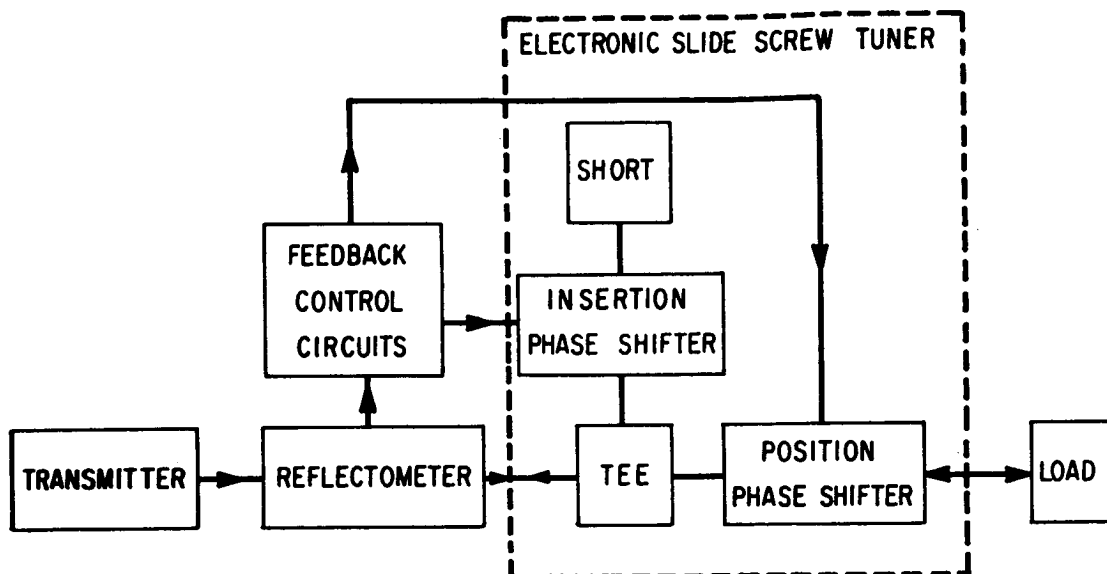 ELECTRONIC SLIDE SCREW TUNER
SHORT
FEEDBACK
CONTROL
CIRCUITS
INSERTION
PHASE SHIFTER
TRANSMITTER
REFLECTOMETER
TEE
POSITION
PHASE SHIFTER
LOAD